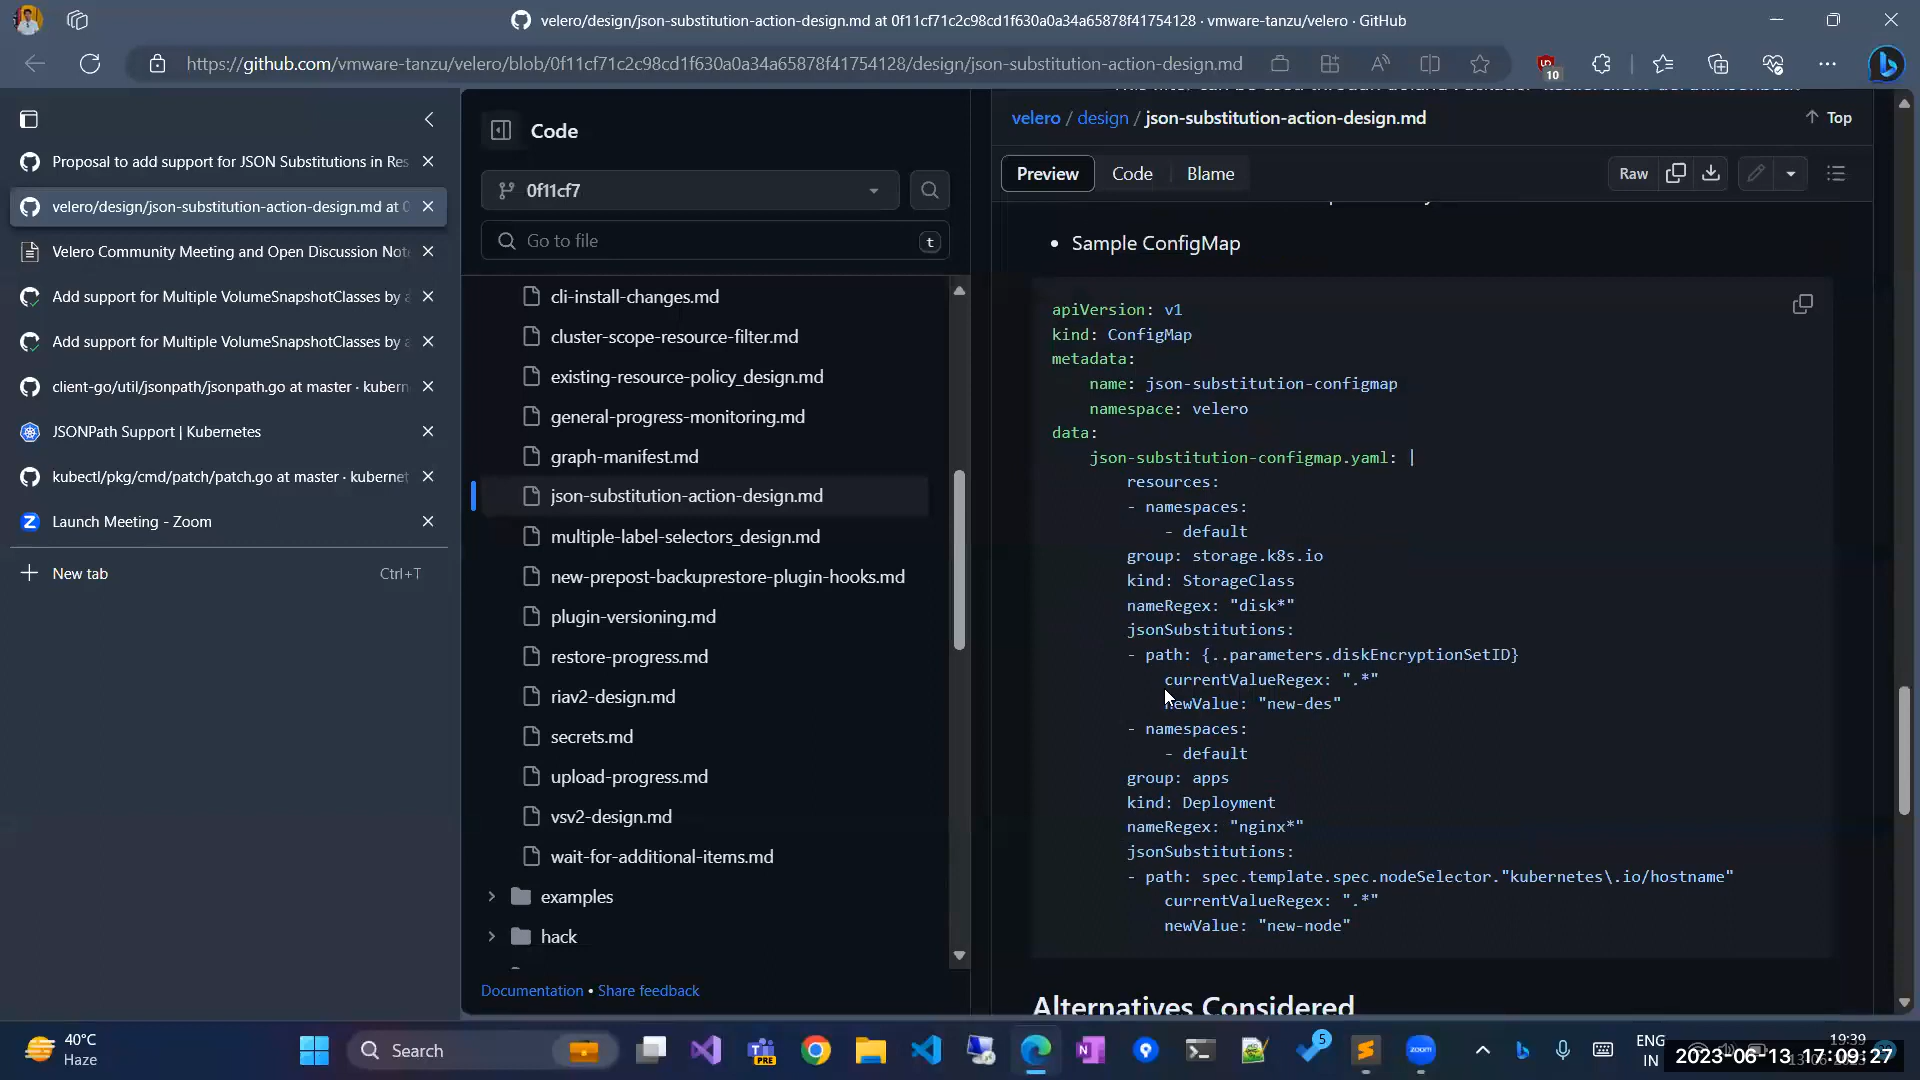 velero/design/json-substitution-action-design.md at 0f11cf71c2c98cd1f630a0a34a65878f41754128 · vmware-tanzu/velero · GitHub
https://github.com/vmware-tanzu/velero/blob/0f11cf71c2c98cd1f630a0a34a65878f41754128/design/json-substitution-action-design.md
10
Proposal to add support for JSON Substitutions in Res
velero/design/json-substitution-action-design.md at 0
Velero Community Meeting and Open Discussion Not
Add support for Multiple VolumeSnapshotClasses by a
Add support for Multiple VolumeSnapshotClasses by a
client-go/util/jsonpath/jsonpath.go at master · kubern
JSONPath Support | Kubernetes
kubectl/pkg/cmd/patch/patch.go at master · kubernet
Launch Meeting - Zoom
New tab
Ctrl+T
Code
0f11cf7
Go to file
t
cli-install-changes.md
cluster-scope-resource-filter.md
existing-resource-policy_design.md
general-progress-monitoring.md
graph-manifest.md
json-substitution-action-design.md
multiple-label-selectors_design.md
new-prepost-backuprestore-plugin-hooks.md
plugin-versioning.md
restore-progress.md
riav2-design.md
secrets.md
upload-progress.md
vsv2-design.md
wait-for-additional-items.md
examples
hack
Documentation • Share feedback
velero / design / json-substitution-action-design.md
Top
Preview
Code
Blame
Raw
• Sample ConfigMap
apiVersion: v1
kind: ConfigMap
metadata:
name: json-substitution-configmap
namespace: velero
data:
json-substitution-configmap.yaml: |
resources:
- namespaces:
- default
group: storage.k8s.io
kind: StorageClass
nameRegex: "disk*"
jsonSubstitutions:
- path: {..parameters.diskEncryptionSetID}
currentValueRegex: ".*"
newValue: "new-des"
- namespaces:
- default
group: apps
kind: Deployment
nameRegex: "nginx*"
jsonSubstitutions:
- path: spec.template.spec.nodeSelector."kubernetes\.io/hostname"
currentValueRegex: ".*"
newValue: "new-node"
Alternatives Considered
40°C
Haze
Search
PRE
5
zoom
ENG
IN
19:39
2023-06-13 17:09:27